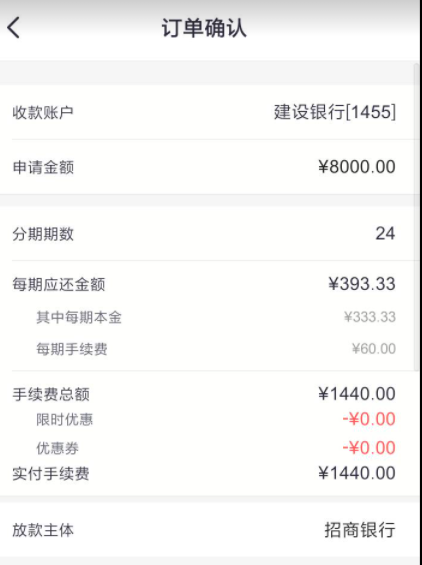 订单确认
收款账户 建设银行[1455]
申请金额 ¥8000.00
分期期数 24
每期应还金额 ¥393.33
其中每期本金 ¥333.33
每期手续费 ¥60.00
手续费总额 ¥1440.00
限时优惠 -¥0.00
优惠券 -¥0.00
实付手续费 ¥1440.00
放款主体 招商银行